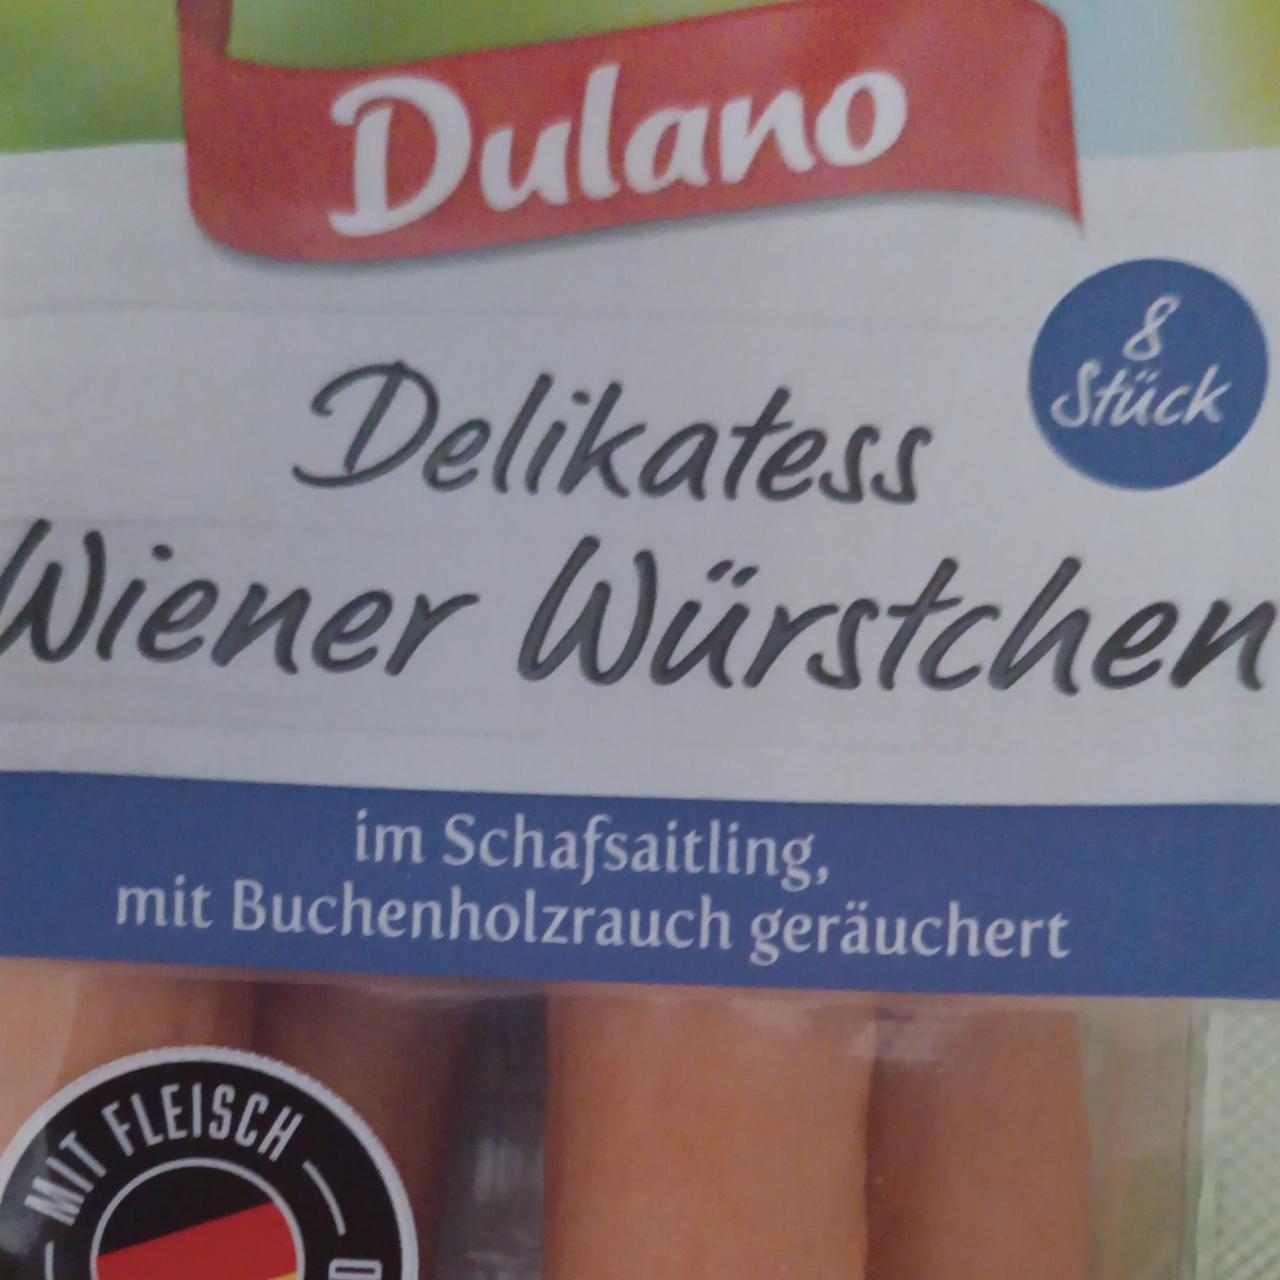 Dulano
8
Stück
Delikatess
Wiener Würstchen
im Schafsaitling,
mit Buchenholzrauch geräuchert
MIT FLEISCH